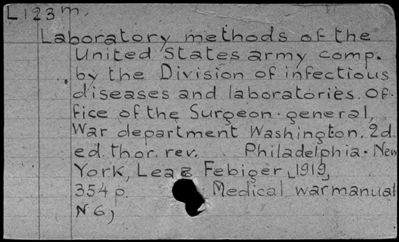 L123m.
Laboratory methods of the
United States army comp.
by the Division of infectious
diseases and laboratories. Of-
fice of the Surgeon-general,
War department Washington. 2d.
ed. thor. rev. Philadelphia. New
York, Lea & Febiger, 1919,
354 p. Medical war manual
N 6)